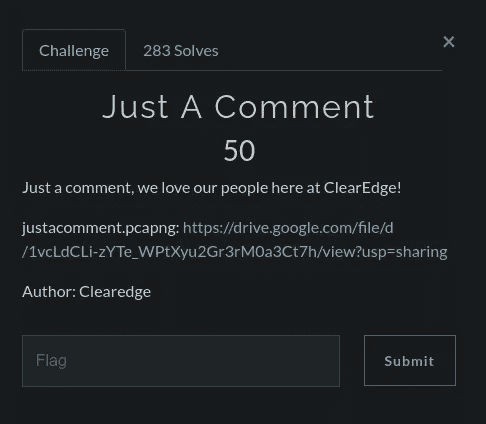 Challenge
283 Solves
×
Just A Comment
50
Just a comment, we love our people here at ClearEdge!
justacomment.pcapng: https://drive.google.com/file/d
/1vcLdCLi-zYTe_WPtXyu2Gr3rM0a3Ct7h/view?usp=sharing
Author: Clearedge
Flag
Submit